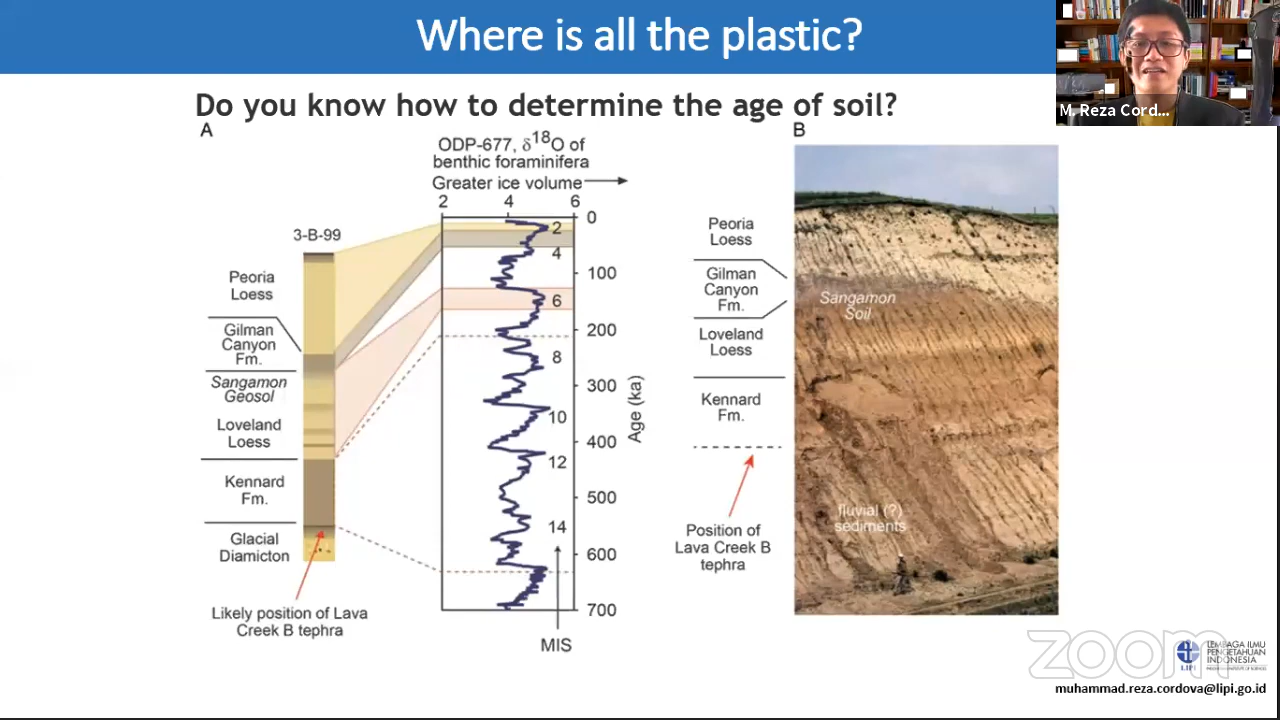 Where is all the plastic?
M. Reza Cord...
Do you know how to determine the age of soil?
A
ODP-677, δ18O of
benthic foraminifera
Greater ice volume
2 4 6
3-B-99
Peoria
Loess
Gilman
Canyon
Fm.
Sangamon
Geosol
Loveland
Loess
Kennard
Fm.
Glacial
Diamicton
Likely position of Lava
Creek B tephra
0
2
4
100
6
200
8
300
10
400
12
500
14
600
700
Age (ka)
MIS
B
Peoria
Loess
Gilman
Canyon
Fm.
Loveland
Loess
Kennard
Fm.
Position of
Lava Creek B
tephra
Sangamon
Soil
fluvial (?)
sediments
zoom
LIPI
LEMBAGA ILMU
PENGETAHUAN
INDONESIA
muhammad.reza.cordova@lipi.go.id